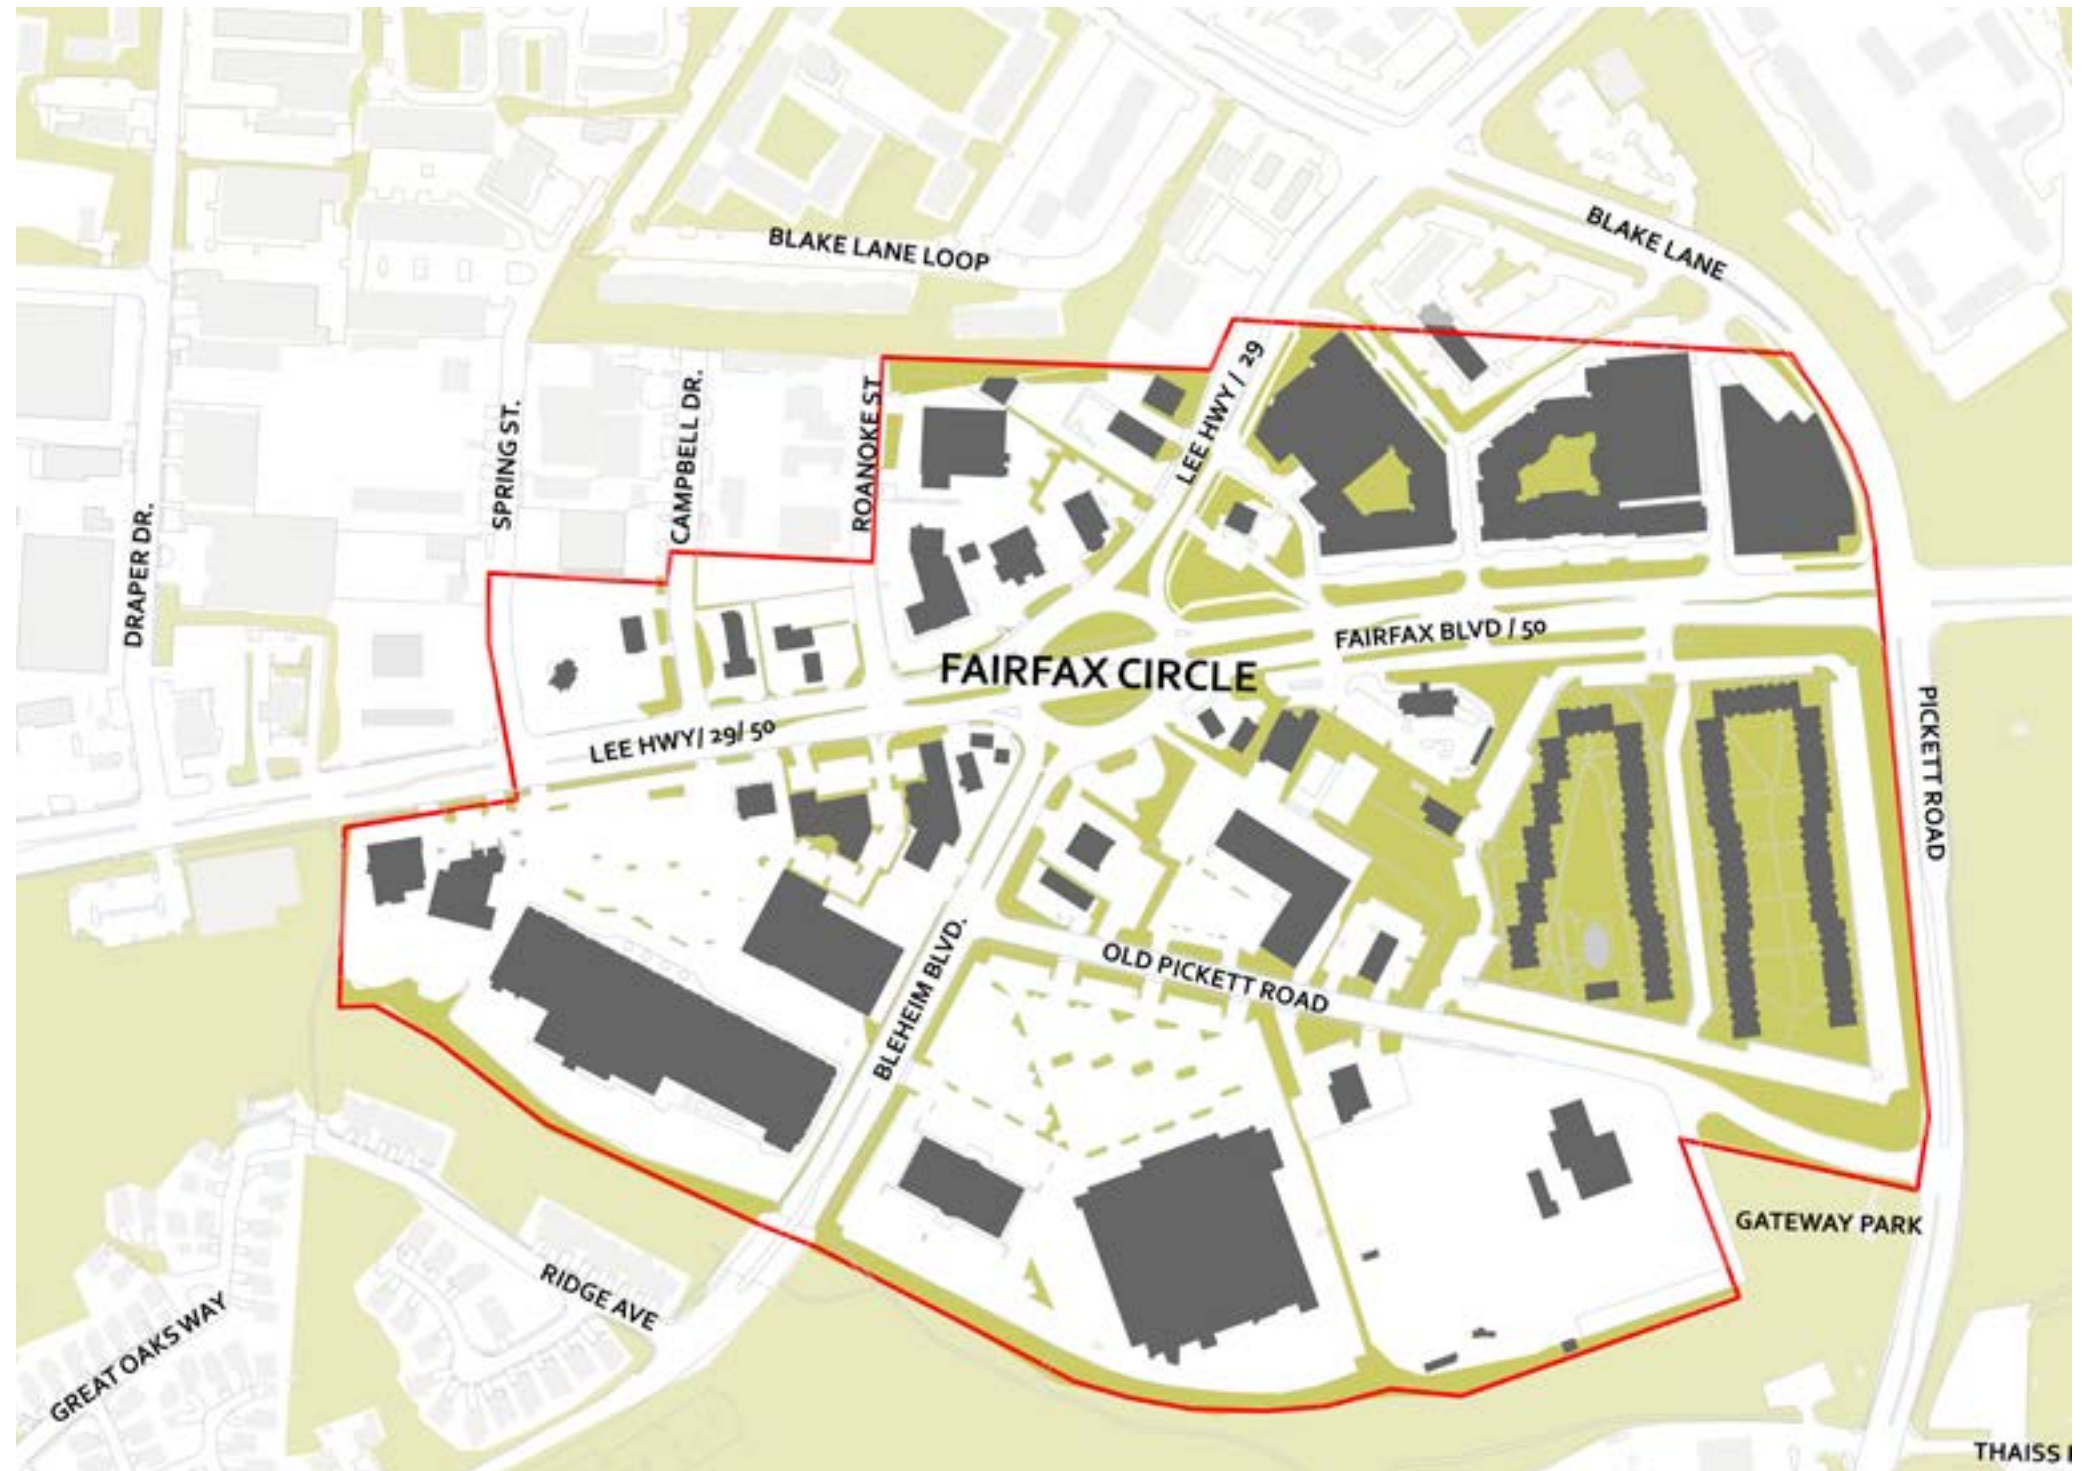 BLAKE LANE
BLAKE LANE LOOP
LEE HWY / 29
SPRING ST.
CAMPBELL DR.
ROANOKE ST
DRAPER DR.
FAIRFAX BLVD / 50
FAIRFAX CIRCLE
LEE HWY/ 29/ 50
PICKETT ROAD
BLEHEIM BLVD.
OLD PICKETT ROAD
GATEWAY PARK
RIDGE AVE
GREAT OAKS WAY
THAISS